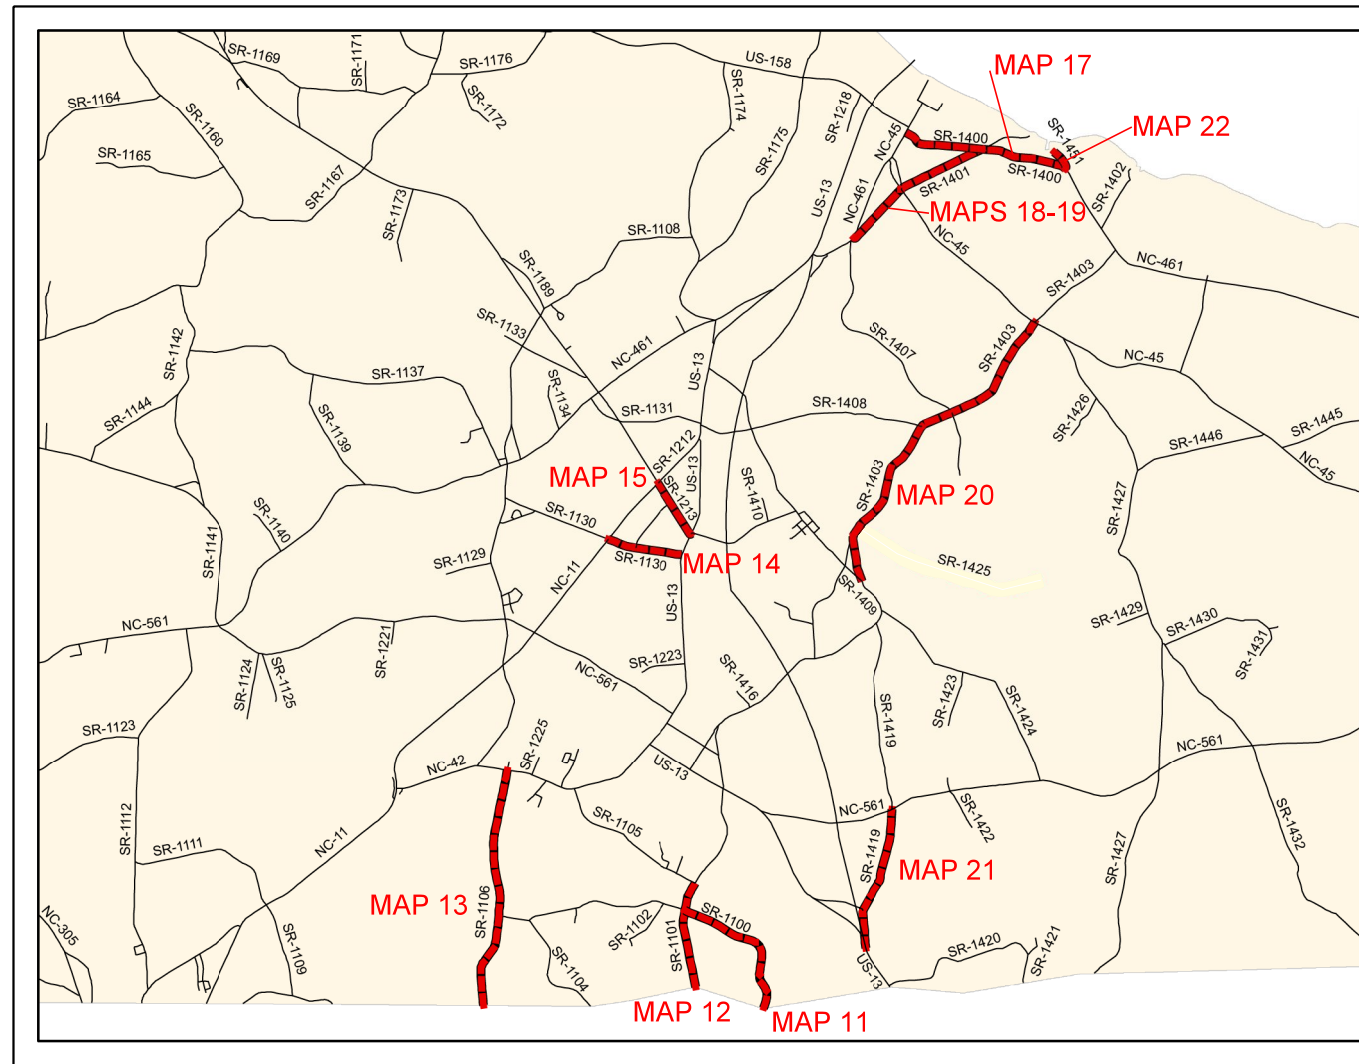 SR-1169
SR-1171
SR-1176
US-158
MAP 17
SR-1164
SR-1160
SR-1172
SR-1174
SR-1218
SR-1175
NC-45
SR-1400
SR-1451
MAP 22
SR-1165
SR-1167
SR-1401
SR-1400
SR-1402
US-13
NC-461
MAPS 18-19
SR-1173
SR-1108
NC-45
NC-461
SR-1189
SR-1403
SR-1133
SR-1142
NC-461
SR-1407
SR-1403
NC-45
SR-1137
US-13
SR-1144
SR-1139
SR-1134
SR-1131
SR-1408
SR-1426
SR-1445
SR-1446
SR-1212
US-13
NC-45
MAP 15
SR-1213
SR-1410
SR-1403
MAP 20
SR-1427
SR-1130
SR-1140
SR-1141
SR-1129
SR-1130
MAP 14
SR-1425
NC-11
US-13
SR-1409
NC-561
SR-1221
SR-1429
SR-1430
SR-1431
SR-1124
SR-1125
NC-561
SR-1223
SR-1416
SR-1423
SR-1424
SR-1419
SR-1123
SR-1225
NC-42
US-13
NC-561
NC-561
SR-1422
SR-1112
SR-1111
NC-11
SR-1105
SR-1419
MAP 21
SR-1427
SR-1432
MAP 13
SR-1106
NC-305
SR-1109
SR-1102
SR-1101
SR-1100
SR-1104
US-13
SR-1420
SR-1421
MAP 12
MAP 11